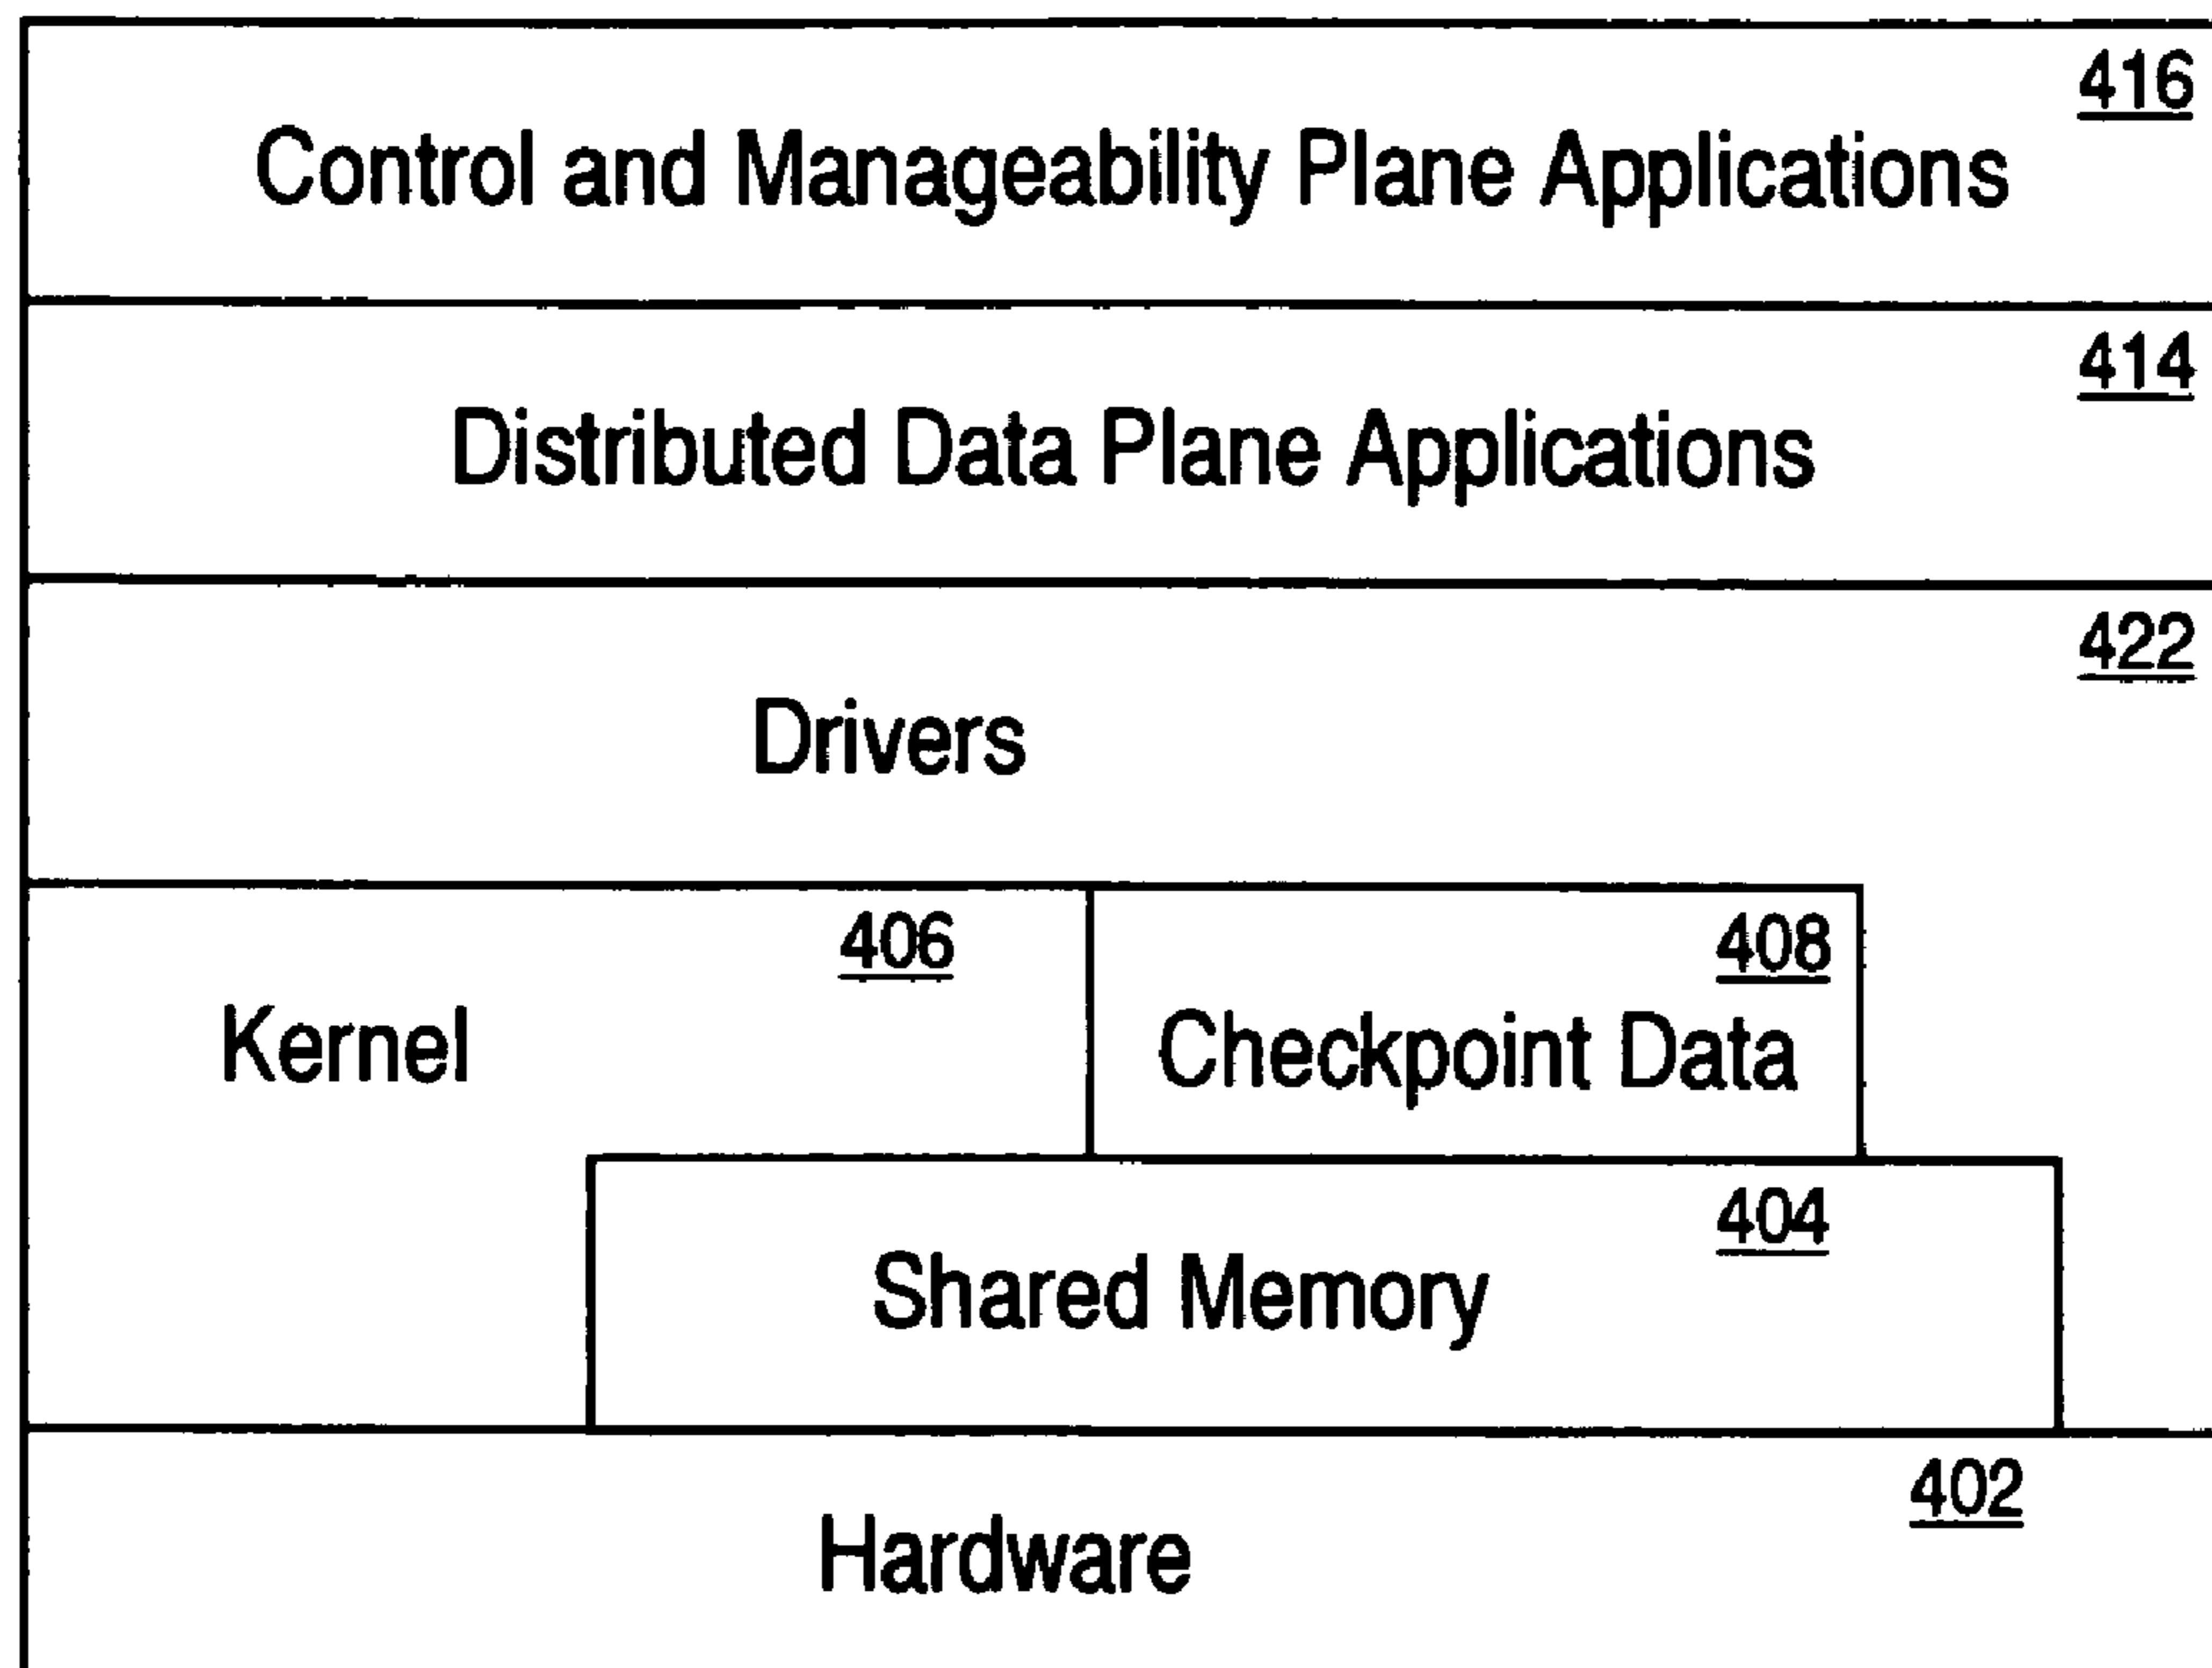 416
Control and Manageability Plane Applications
414
Distributed Data Plane Applications
422
Drivers
406
Kernel
408
Checkpoint Data
404
Shared Memory
402
Hardware